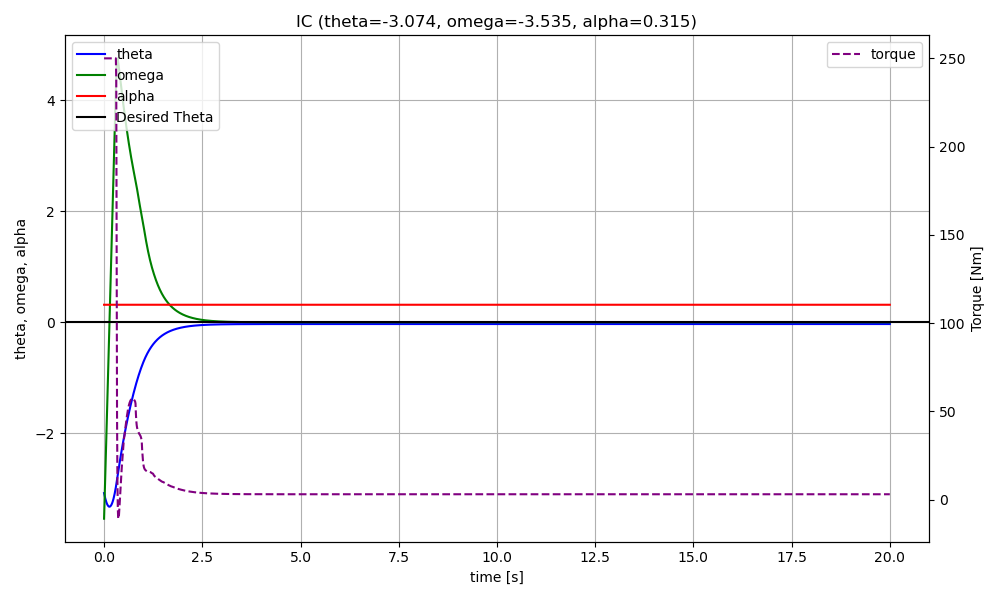 IC (theta=-3.074, omega=-3.535, alpha=0.315)
theta
omega
alpha
Desired Theta
torque
4
2
0
−2
theta, omega, alpha
250
200
150
100
50
0
Torque [Nm]
0.0 2.5 5.0 7.5 10.0 12.5 15.0 17.5 20.0
time [s]